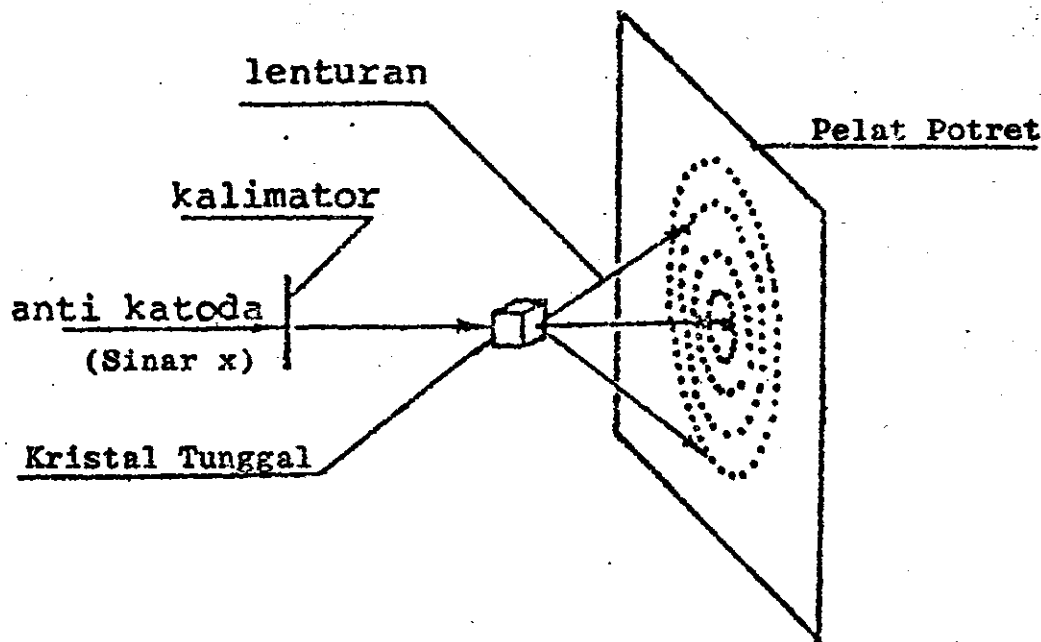 lenturan
Pelat Potret
kalimator
anti katoda
(Sinar x)
Kristal Tunggal